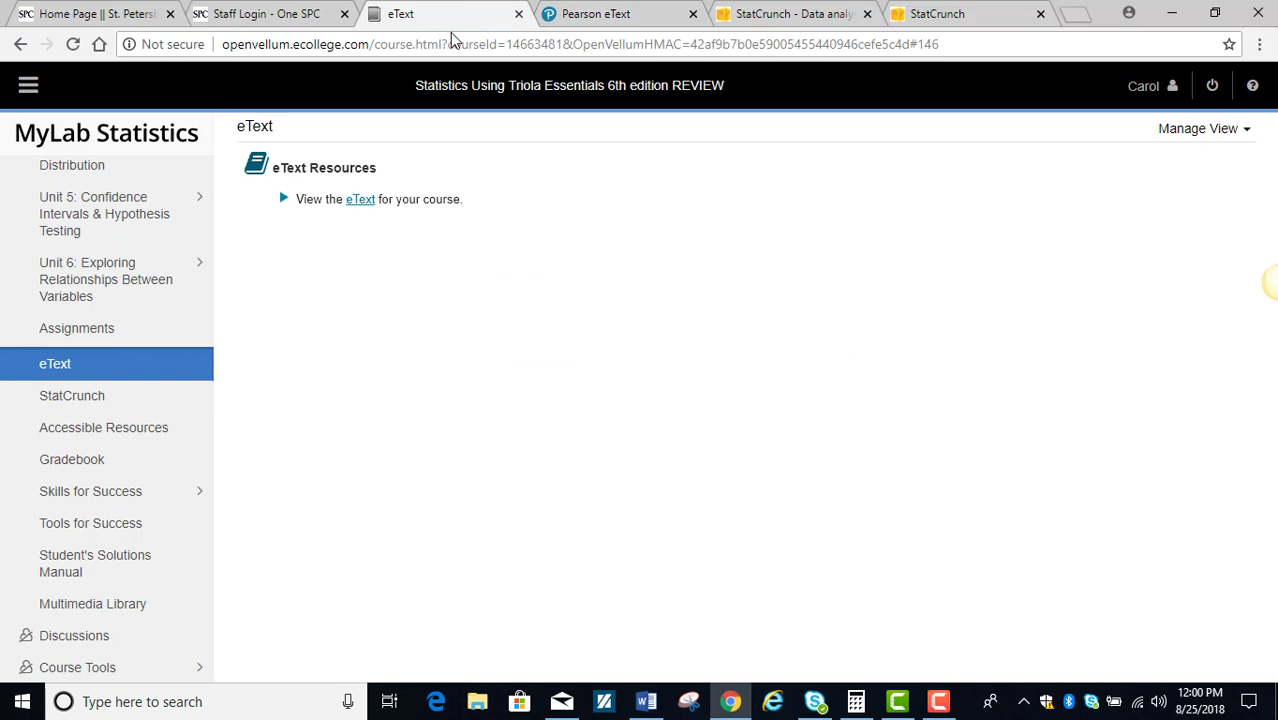 SPC Home Page || St. Petersb
SPC Staff Login - One SPC
eText
Pearson eText
StatCrunch - Data analy
StatCrunch
Not secure
openvellum.ecollege.com/course.html?courseId=14663481&OpenVellumHMAC=42af9b7b0e59005455440946cefe5c4d#146
Statistics Using Triola Essentials 6th edition REVIEW
Carol
MyLab Statistics
eText
Manage View
eText Resources
View the eText for your course.
Distribution
Unit 5: Confidence
Intervals & Hypothesis
Testing
Unit 6: Exploring
Relationships Between
Variables
Assignments
eText
StatCrunch
Accessible Resources
Gradebook
Skills for Success
Tools for Success
Student's Solutions
Manual
Multimedia Library
Discussions
Course Tools
Type here to search
12:00 PM
8/25/2018